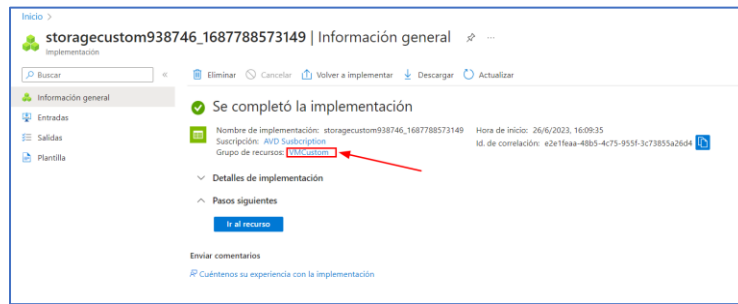 Inicio >
storagecustom938746_1687788573149 | Información general
Implementación
Buscar
Eliminar Cancelar Volver a implementar Descargar Actualizar
Información general
Entradas
Salidas
Plantilla
Se completó la implementación
Nombre de implementación: storagecustom938746_1687788573149 Hora de inicio: 26/6/2023, 16:09:35
Suscripción: AVD Susbcription Id. de correlación: e2e1feaa-48b5-4c75-955f-3c73855a26d4
Grupo de recursos: VMCustom
Detalles de implementación
Pasos siguientes
Ir al recurso
Enviar comentarios
Cuéntenos su experiencia con la implementación